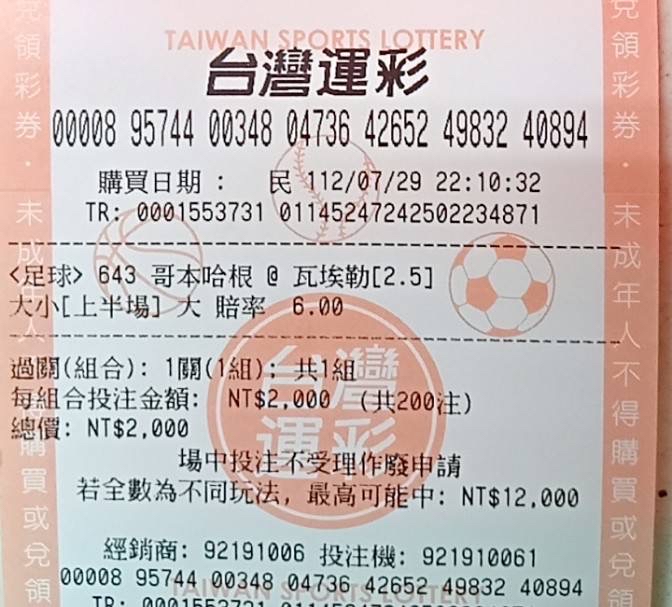 TAIWAN SPORTS LOTTERY
台灣運彩
00008 95744 00348 04736 42652 49832 40894
購買日期： 民 112/07/29 22:10:32
TR: 0001553731 01145247242502234871
<足球> 643 哥本哈根 @ 瓦埃勒[2.5]
大小[上半場] 大 賠率 6.00
過關(組合): 1關(1組); 共1組
每組合投注金額: NT$2,000 (共200注)
總價: NT$2,000
台灣運彩
場中投注不受理作廢申請
若全數為不同玩法，最高可能中: NT$12,000
經銷商: 92191006 投注機: 921910061
00008 95744 00348 04736 42652 49832 40894
TAIWAN SPORTS LOTTERY
兌領彩券・未成年人不得購買或兌領
兌領彩券・未成年人不得購買或兌領